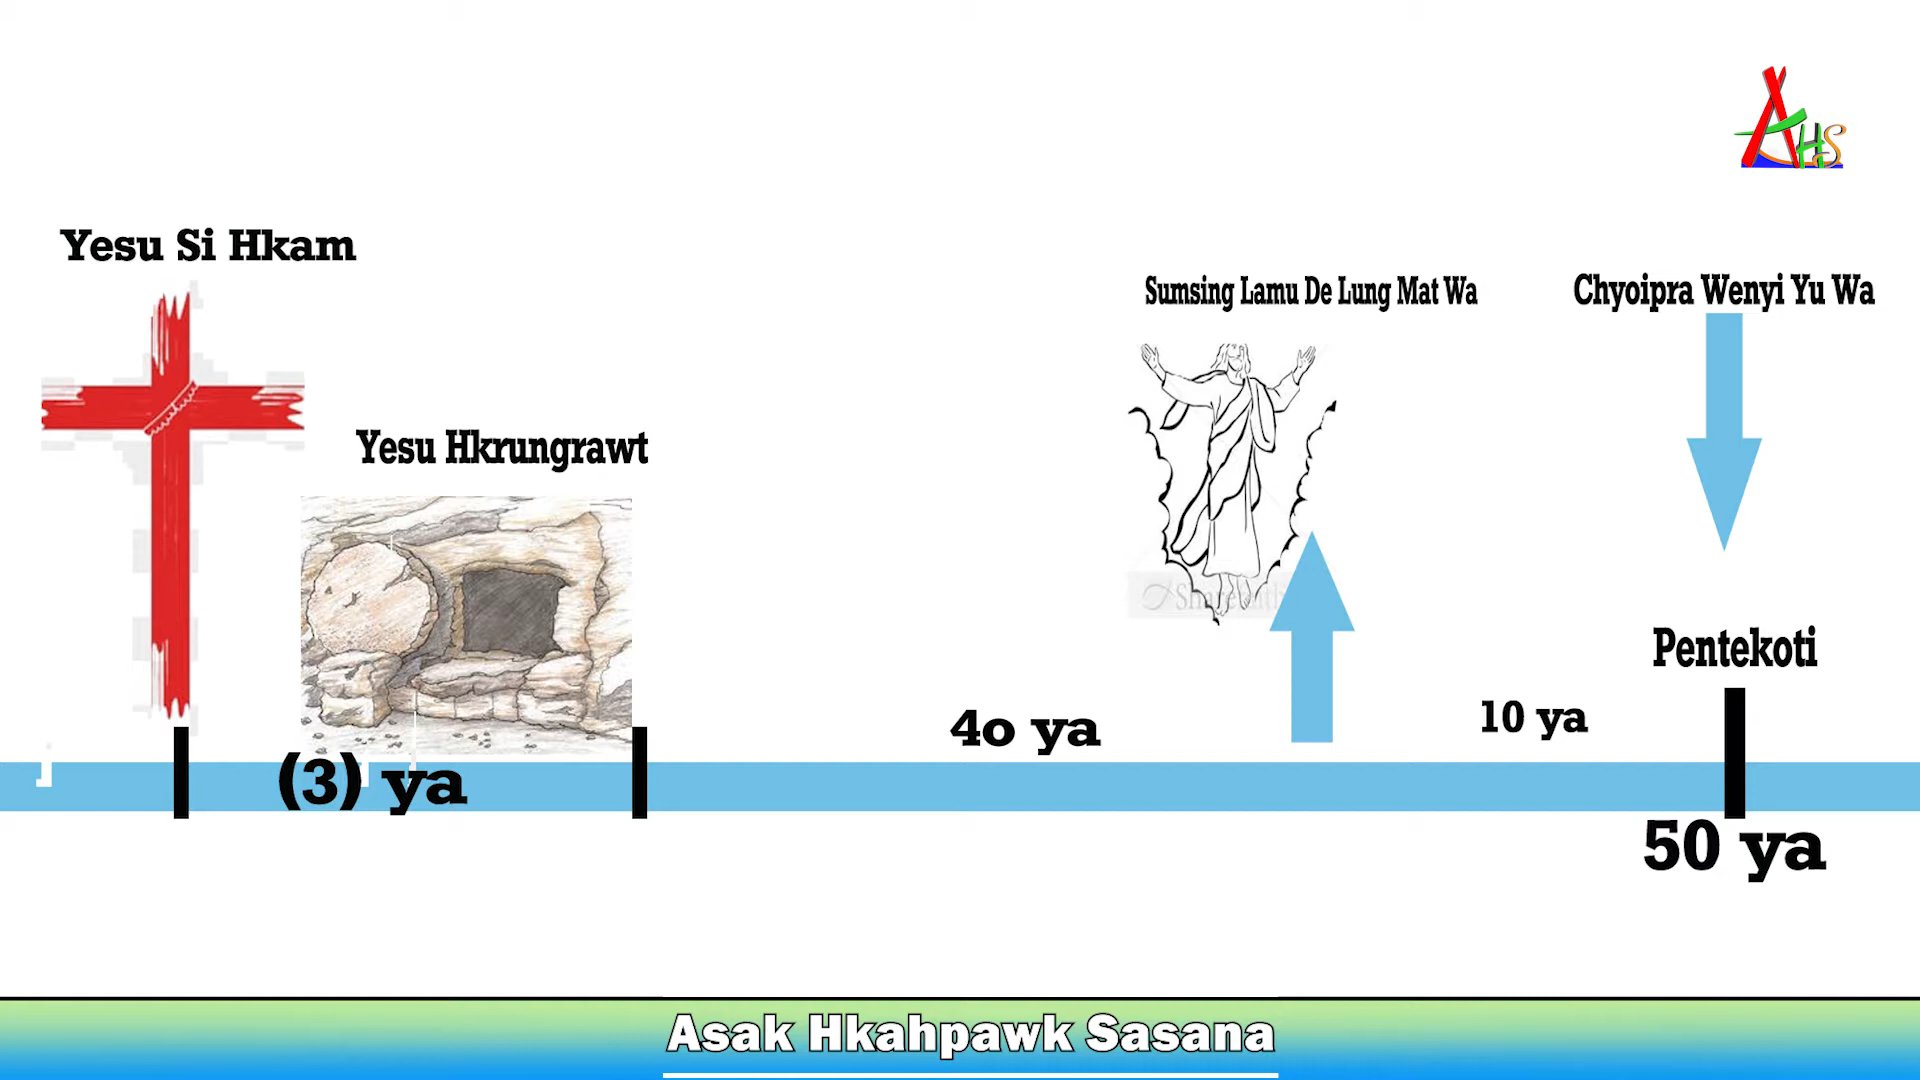 AHS
Yesu Si Hkam
Sumsing Lamu De Lung Mat Wa
Chyoipra Wenyi Yu Wa
Yesu Hkrungrawt
Pentekoti
4o ya
10 ya
(3) ya
50 ya
Asak Hkahpawk Sasana